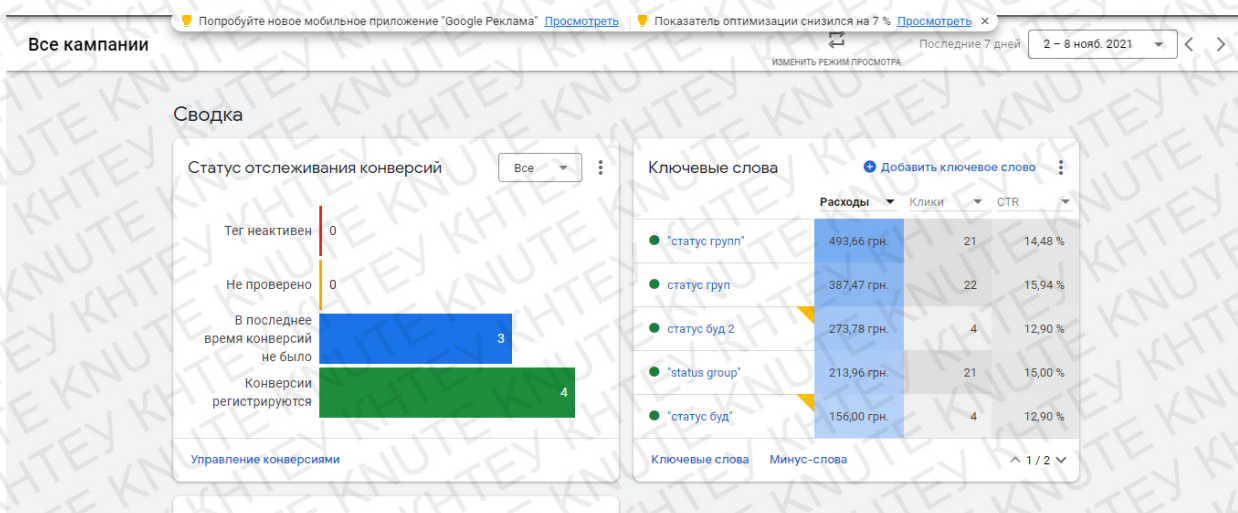 Попробуйте новое мобильное приложение "Google Реклама" Просмотреть Показатель оптимизации снизился на 7 % Просмотреть ×
Все кампании
ИЗМЕНИТЬ РЕЖИМ ПРОСМОТРА
Последние 7 дней 2 – 8 нояб. 2021
Сводка
Статус отслеживания конверсий Все
Тег неактивен 0
Не проверено 0
В последнее
время конверсий
не было
3
Конверсии
регистрируются
4
Управление конверсиями
Ключевые слова Добавить ключевое слово
Расходы Клики CTR
"статус групп" 493,66 грн. 21 14,48 %
статус груп 387,47 грн. 22 15,94 %
статус буд 2 273,78 грн. 4 12,90 %
"status group" 213,96 грн. 21 15,00 %
"статус буд" 156,00 грн. 4 12,90 %
Ключевые слова Минус-слова 1 / 2
KNUTE КНТЕУ